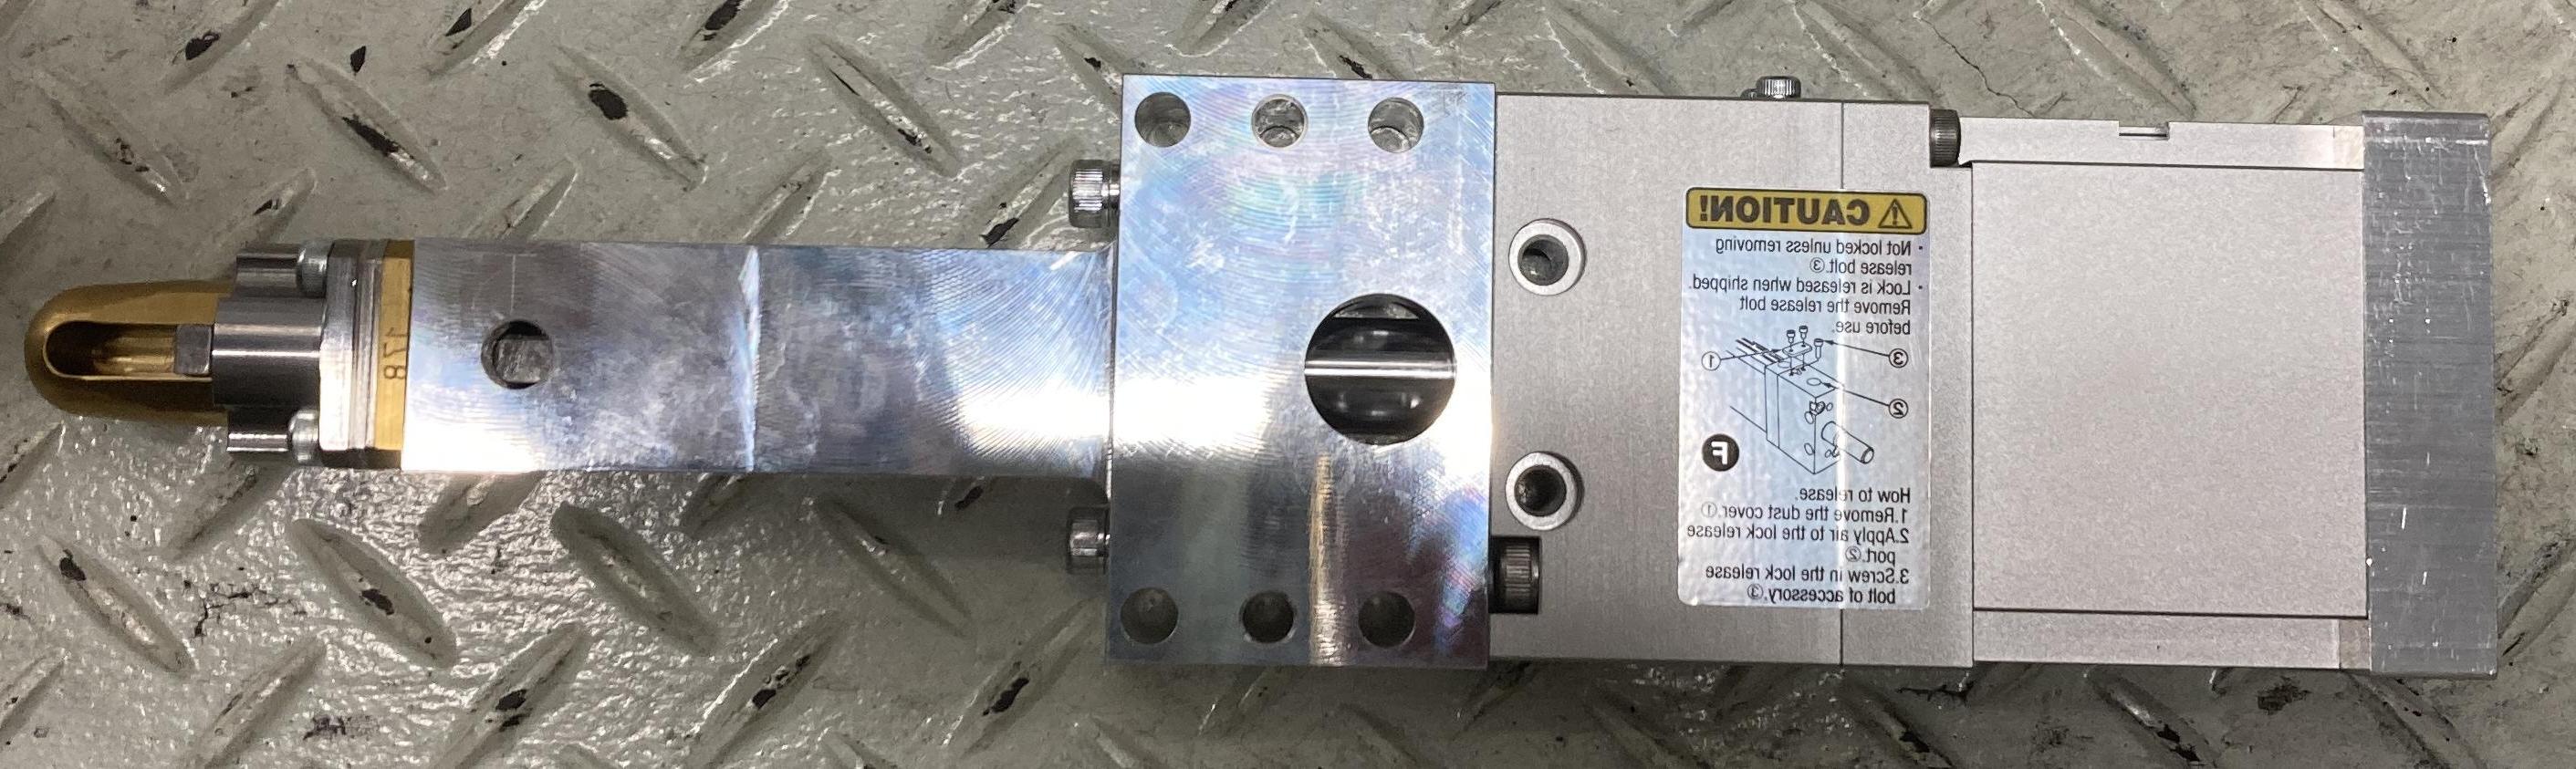 178
CAUTION!
· Not locked unless removing
release bolt.③
· Lock is released when shipped.
Remove the release bolt
before use.
①
③
②
F
How to release.
1.Remove the dust cover.①
2.Apply air to the lock release
port.②
3.Screw in the lock release
bolt of accessory.③